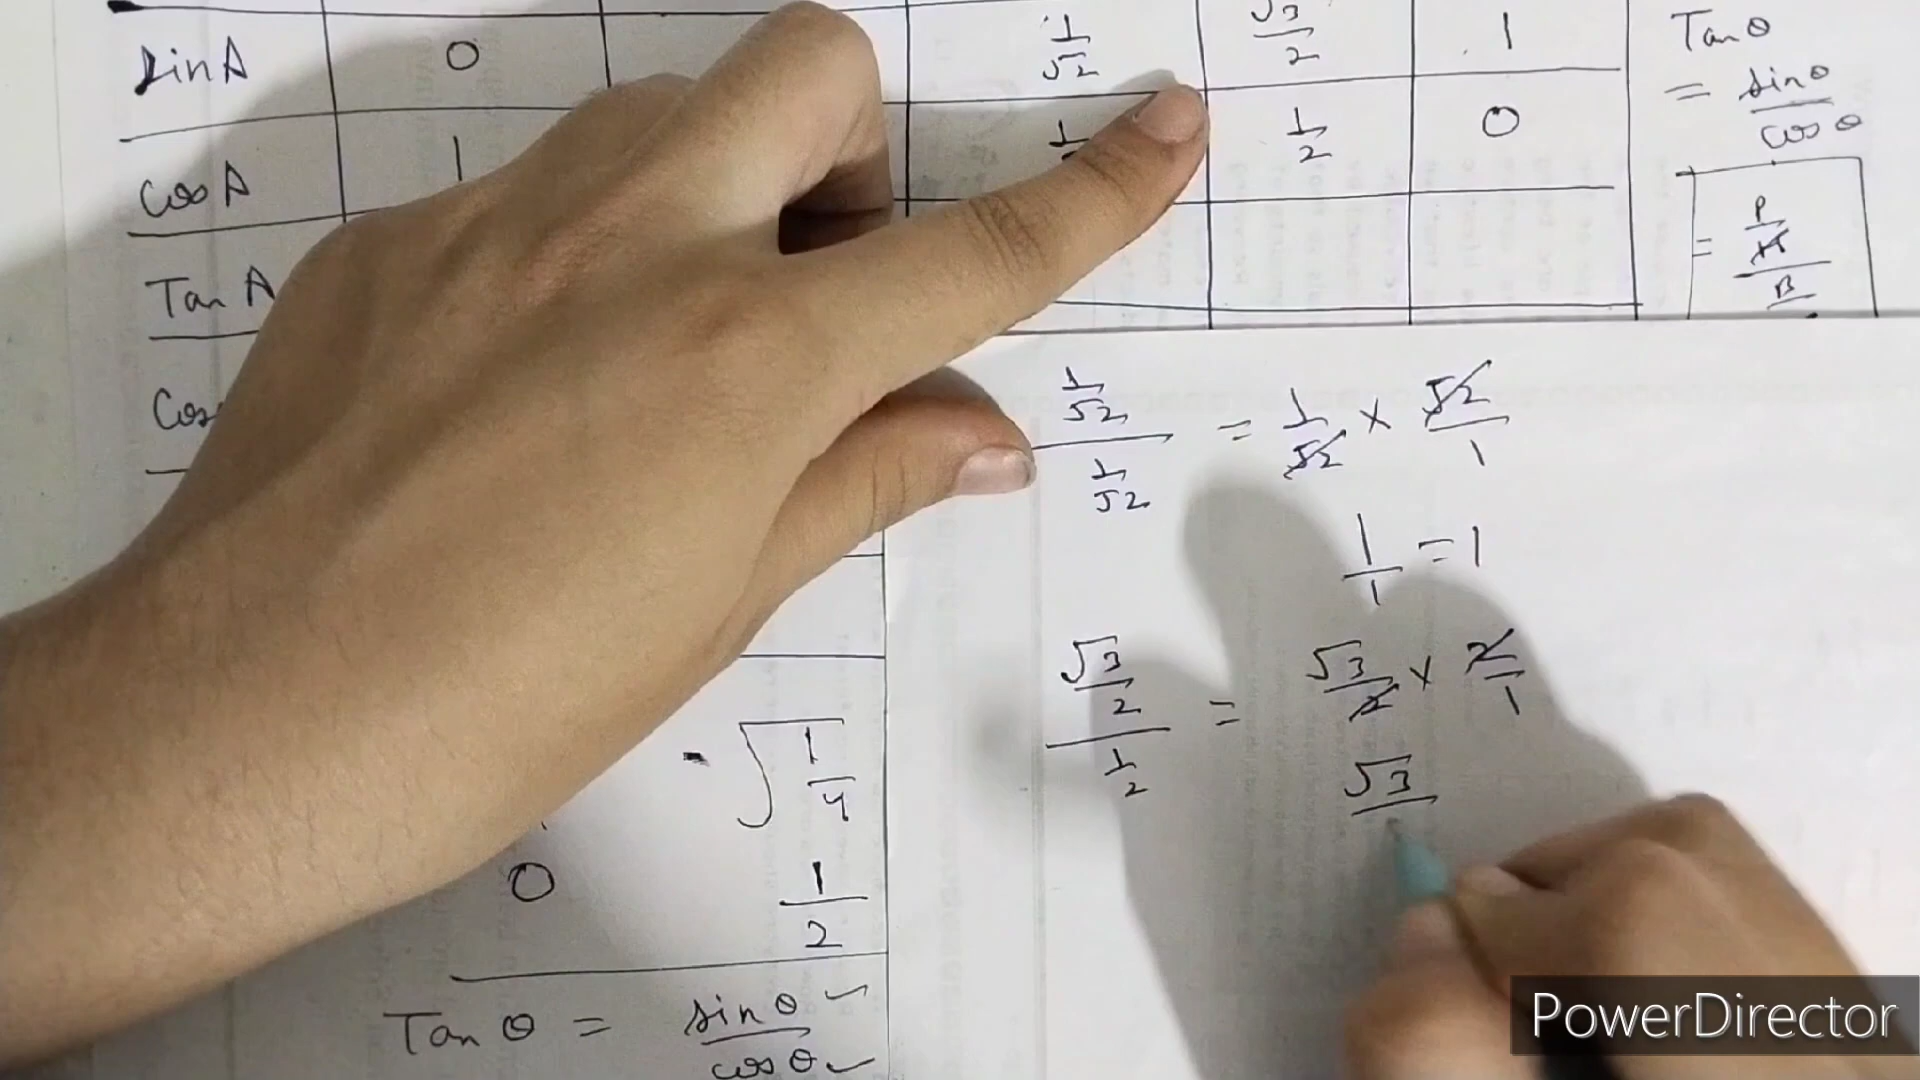 sin A 0 1/√2 √3/2 1
cos A 1 1/2 0
Tan A
Cos
Tan θ
= sin θ / cos θ
= P/H / B
1/√2 / 1/√2 = 1/√2 × √2/1
1/1 = 1
√3/2 / 1/2 = √3/2 × 2/1
√3
√1/4
0 1/2
Tan θ = sin θ / cos θ
PowerDirector